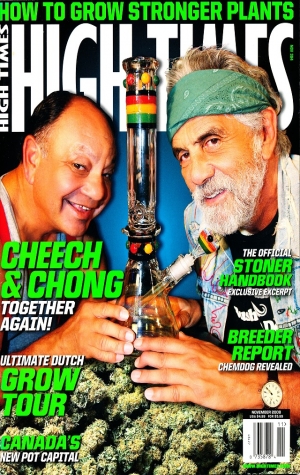 HOW TO GROW STRONGER PLANTS
HIGH TIMES
HIGH TIMES
CHEECH
& CHONG
TOGETHER
AGAIN!
ULTIMATE DUTCH
GROW
TOUR
CANADA'S
NEW POT CAPITAL
THE OFFICIAL
STONER
HANDBOOK
EXCLUSIVE EXCERPT
BREEDER
REPORT
CHEMDOG REVEALED
NOVEMBER 2008